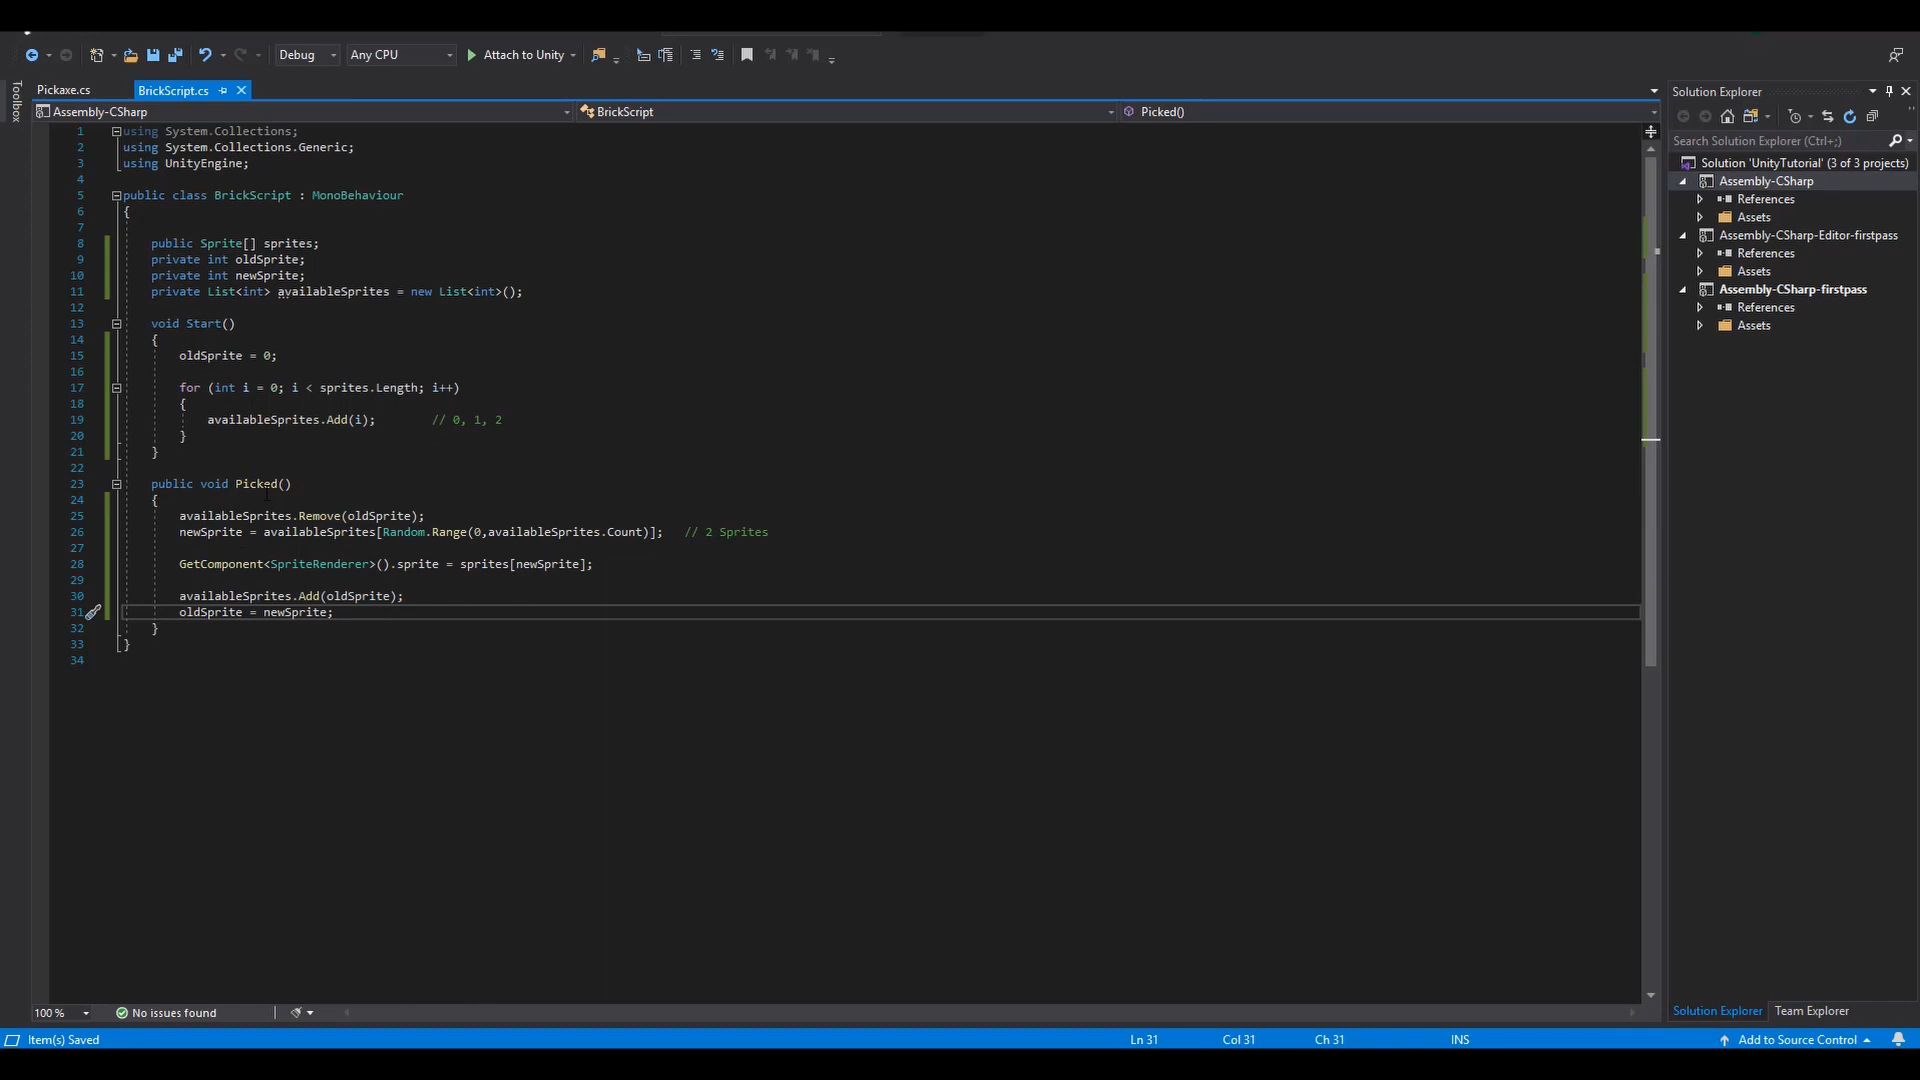 Debug
Any CPU
Attach to Unity
Toolbox
Pickaxe.cs
BrickScript.cs
Assembly-CSharp
BrickScript
Picked()
1 using System.Collections;
2 using System.Collections.Generic;
3 using UnityEngine;
4
5 public class BrickScript : MonoBehaviour
6 {
7
8 public Sprite[] sprites;
9 private int oldSprite;
10 private int newSprite;
11 private List<int> availableSprites = new List<int>();
12
13 void Start()
14 {
15 oldSprite = 0;
16
17 for (int i = 0; i < sprites.Length; i++)
18 {
19 availableSprites.Add(i); // 0, 1, 2
20 }
21 }
22
23 public void Picked()
24 {
25 availableSprites.Remove(oldSprite);
26 newSprite = availableSprites[Random.Range(0,availableSprites.Count)]; // 2 Sprites
27
28 GetComponent<SpriteRenderer>().sprite = sprites[newSprite];
29
30 availableSprites.Add(oldSprite);
31 oldSprite = newSprite;
32 }
33 }
34
Solution Explorer
Search Solution Explorer (Ctrl+;)
Solution 'UnityTutorial' (3 of 3 projects)
Assembly-CSharp
References
Assets
Assembly-CSharp-Editor-firstpass
References
Assets
Assembly-CSharp-firstpass
References
Assets
100 %
No issues found
Solution Explorer
Team Explorer
Item(s) Saved
Ln 31
Col 31
Ch 31
INS
Add to Source Control